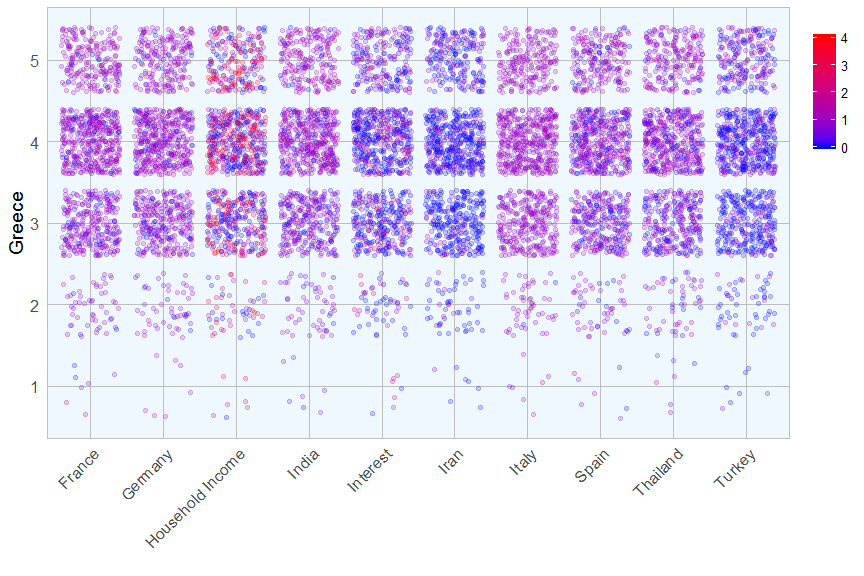 5
4
3
2
1
Greece
France
Germany
Household Income
India
Interest
Iran
Italy
Spain
Thailand
Turkey
4
3
2
1
0